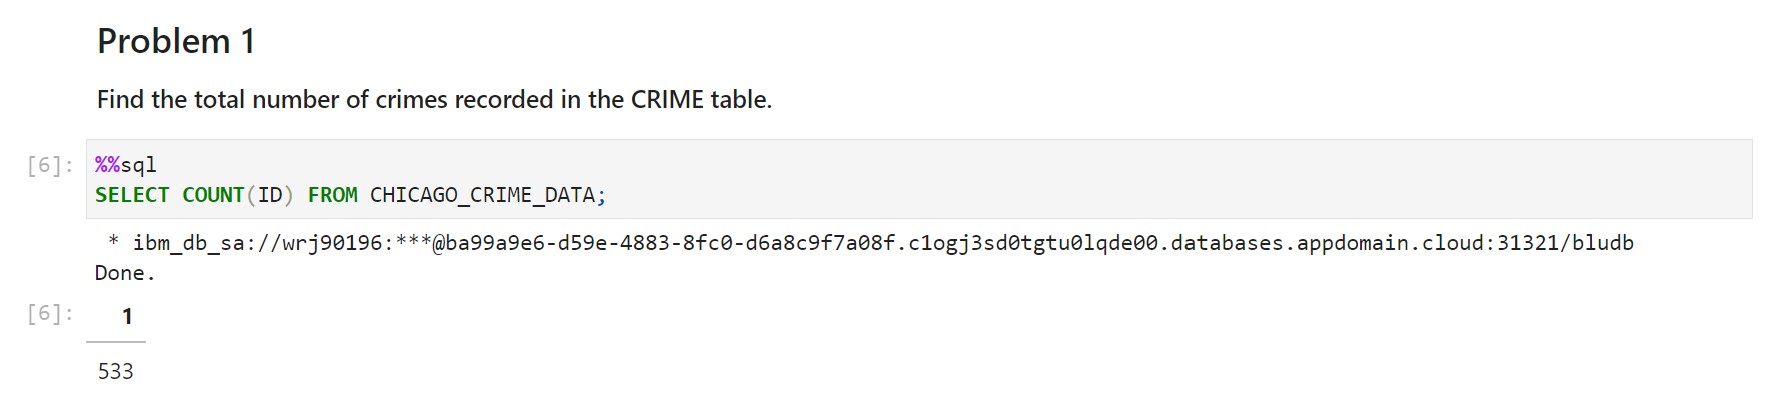 Problem 1
Find the total number of crimes recorded in the CRIME table.
[6]: %%sql
SELECT COUNT(ID) FROM CHICAGO_CRIME_DATA;
* ibm_db_sa://wrj90196:***@ba99a9e6-d59e-4883-8fc0-d6a8c9f7a08f.c1ogj3sd0tgtu0lqde00.databases.appdomain.cloud:31321/bludb
Done.
[6]: 1
533